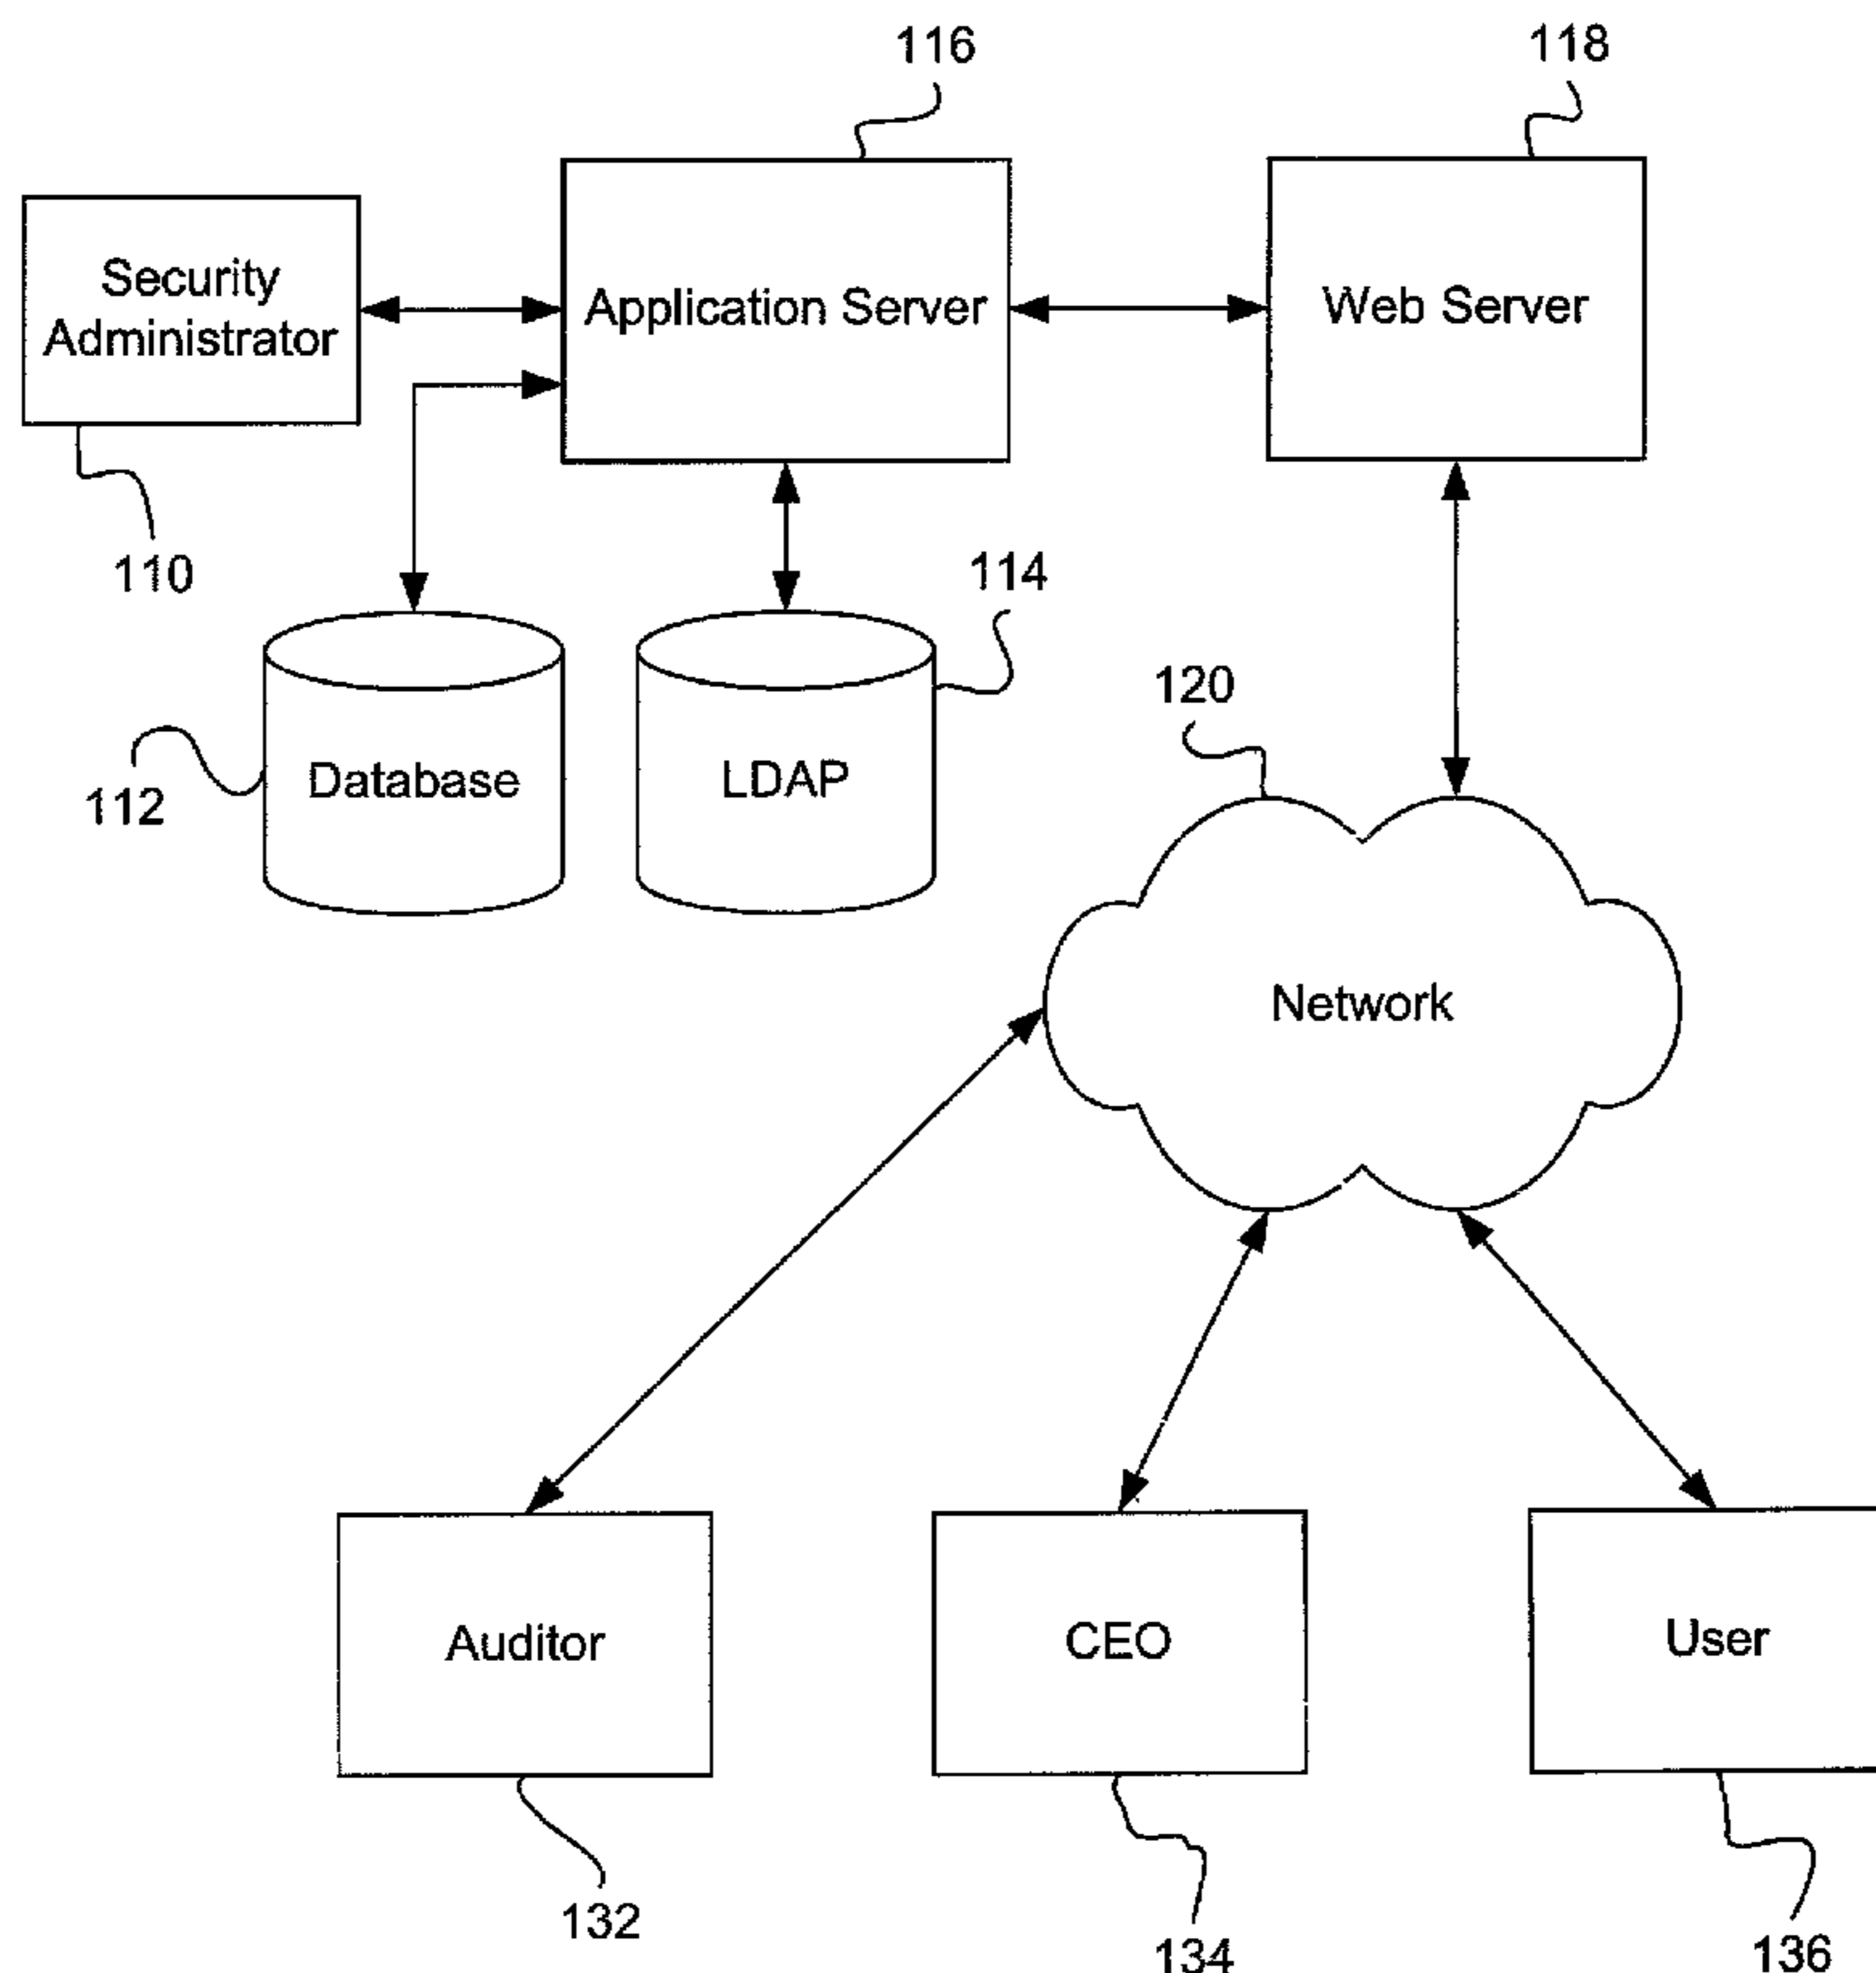 116
118
Security
Administrator
Application Server
Web Server
110
114
120
112
Database
LDAP
Network
Auditor
CEO
User
132
134
136